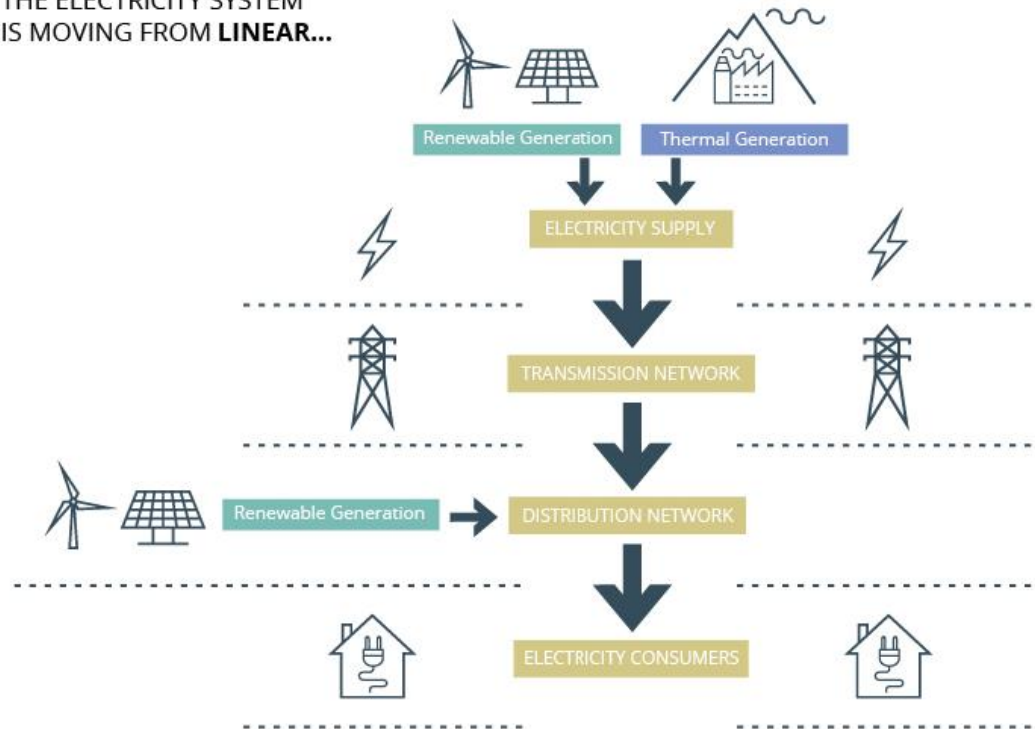 THE ELECTRICITY SYSTEM
IS MOVING FROM LINEAR...
Renewable Generation
Thermal Generation
ELECTRICITY SUPPLY
TRANSMISSION NETWORK
Renewable Generation
DISTRIBUTION NETWORK
ELECTRICITY CONSUMERS